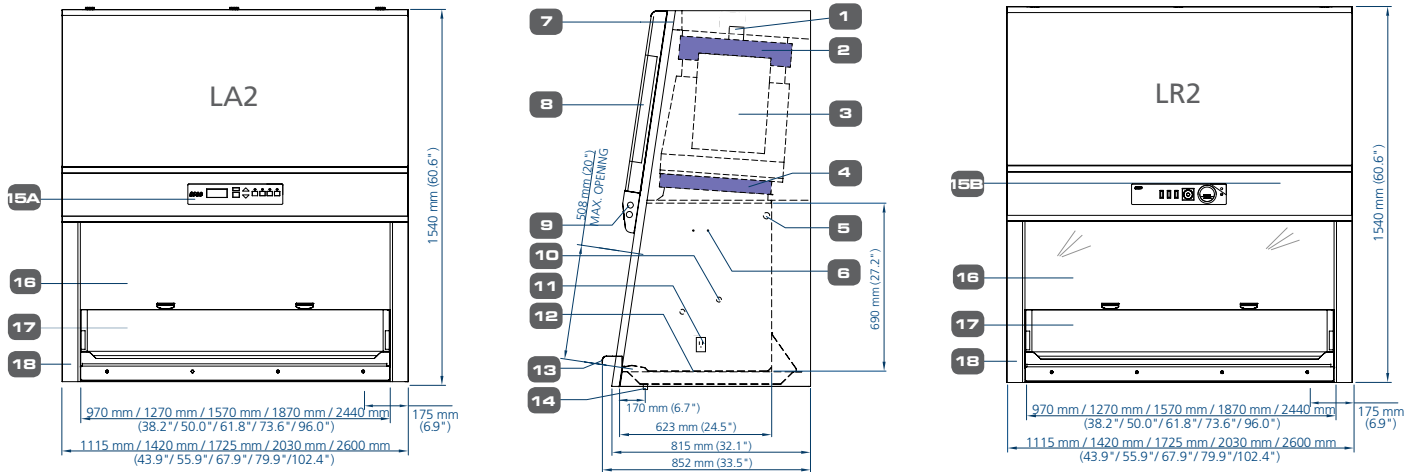 LA2
15A
16
17
18
1540 mm (60.6")
970 mm / 1270 mm / 1570 mm / 1870 mm / 2440 mm
(38.2"/ 50.0"/ 61.8"/ 73.6"/ 96.0")
175 mm
(6.9")
1115 mm / 1420 mm / 1725 mm / 2030 mm / 2600 mm
(43.9"/ 55.9"/ 67.9"/ 79.9"/102.4")
7
8
9
10
11
12
13
14
1
2
3
4
5
6
508 mm (20")
MAX. OPENING
690 mm (27.2")
170 mm (6.7")
623 mm (24.5")
815 mm (32.1")
852 mm (33.5")
LR2
15B
16
17
18
1540 mm (60.6")
970 mm / 1270 mm / 1570 mm / 1870 mm / 2440 mm
(38.2"/ 50.0"/ 61.8"/ 73.6"/ 96.0")
175 mm
(6.9")
1115 mm / 1420 mm / 1725 mm / 2030 mm / 2600 mm
(43.9"/ 55.9"/ 67.9"/ 79.9"/102.4")